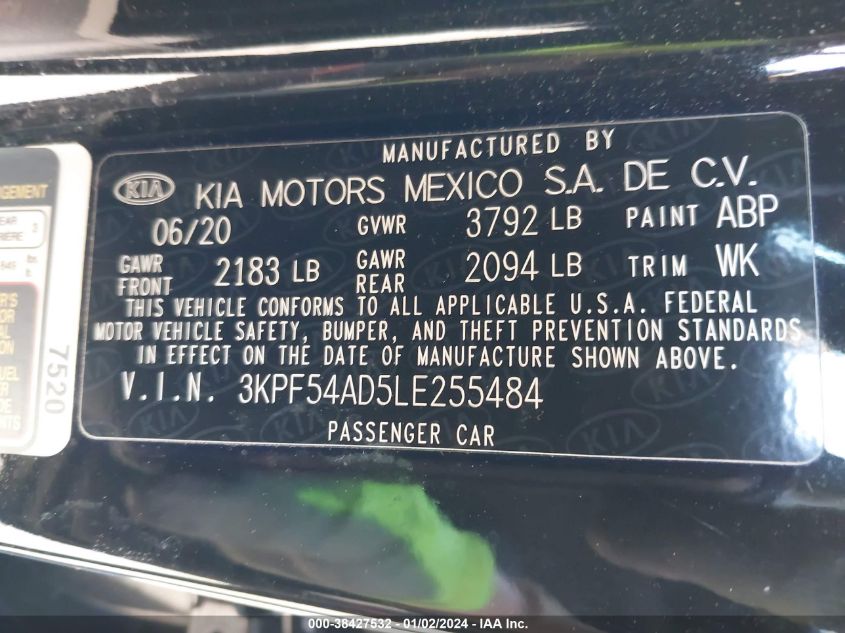 MANUFACTURED BY
KIA KIA MOTORS MEXICO S.A. DE C.V.
06/20 GVWR 3792 LB PAINT ABP
GAWR FRONT 2183 LB GAWR REAR 2094 LB TRIM WK
THIS VEHICLE CONFORMS TO ALL APPLICABLE U.S.A. FEDERAL
MOTOR VEHICLE SAFETY, BUMPER, AND THEFT PREVENTION STANDARDS
IN EFFECT ON THE DATE OF MANUFACTURE SHOWN ABOVE.
V.I.N. 3KPF54AD5LE255484
PASSENGER CAR
7520
000-38427532 - 01/02/2024 - IAA Inc.